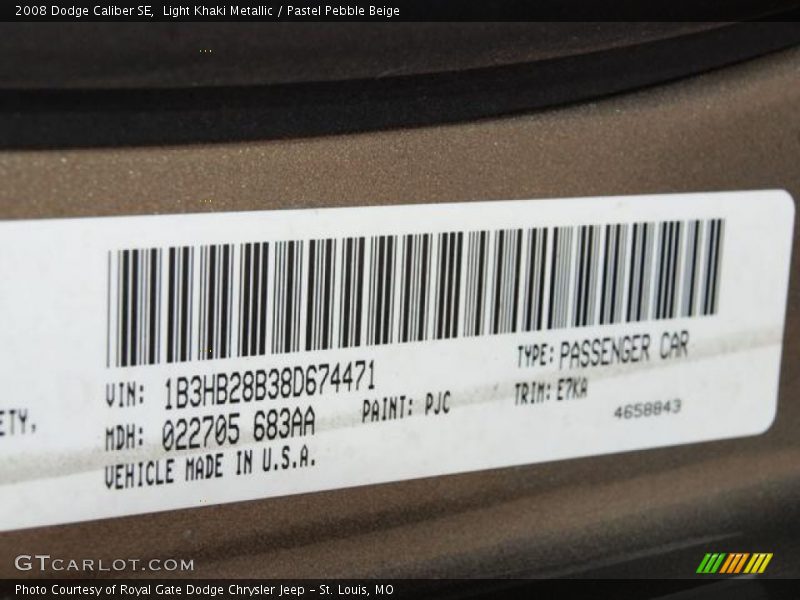 2008 Dodge Caliber SE,  Light Khaki Metallic / Pastel Pebble Beige
VIN: 1B3HB28B38D674471
TYPE: PASSENGER CAR
ETY,
MDH: 022705 683AA
PAINT: PJC
TRIM: E7KA
4658843
VEHICLE MADE IN U.S.A.
GTCARLOT.COM
Photo Courtesy of Royal Gate Dodge Chrysler Jeep – St. Louis, MO